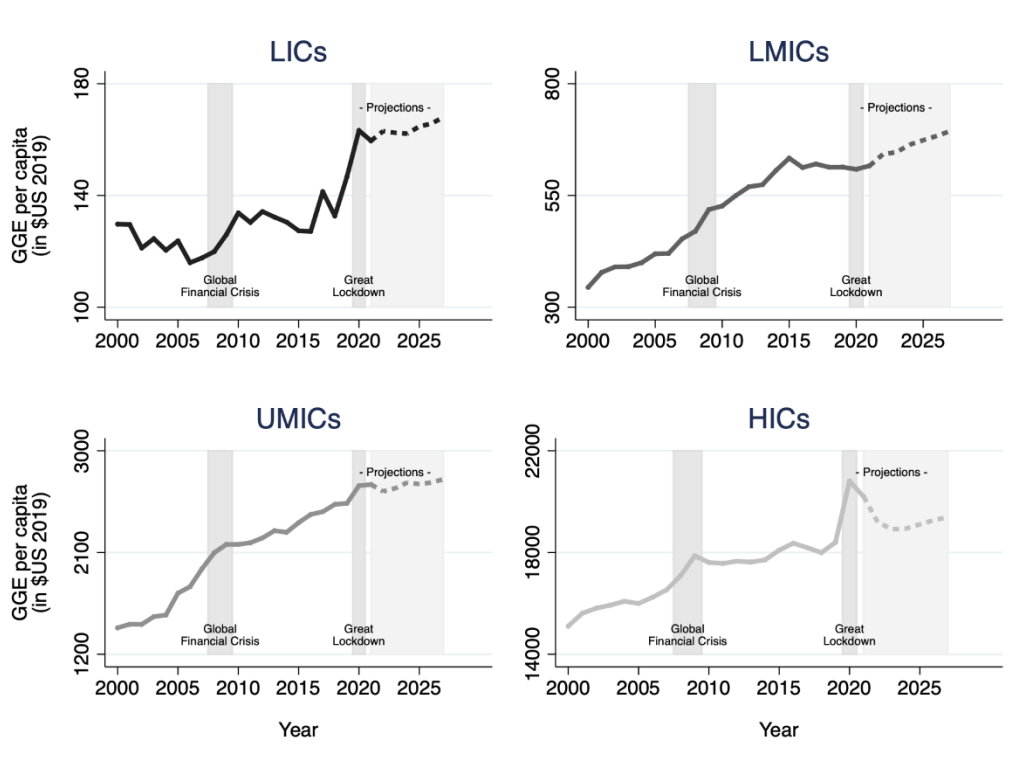 LICs
GGE per capita
(in $US 2019)
180
140
100
- Projections -
Global
Financial Crisis
Great
Lockdown
2000 2005 2010 2015 2020 2025
LMICs
800
550
300
- Projections -
Global
Financial Crisis
Great
Lockdown
2000 2005 2010 2015 2020 2025
UMICs
GGE per capita
(in $US 2019)
3000
2100
1200
- Projections -
Global
Financial Crisis
Great
Lockdown
2000 2005 2010 2015 2020 2025
Year
HICs
22000
18000
14000
- Projections -
Global
Financial Crisis
Great
Lockdown
2000 2005 2010 2015 2020 2025
Year